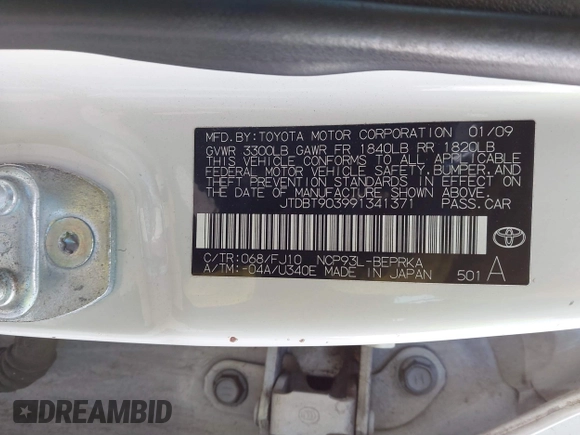 MFD. BY: TOYOTA MOTOR CORPORATION 01/09
GVWR 3300LB GAWR FR 1840LB RR 1820LB
THIS VEHICLE CONFORMS TO ALL APPLICABLE
FEDERAL MOTOR VEHICLE SAFETY, BUMPER, AND
THEFT PREVENTION STANDARDS IN EFFECT ON
THE DATE OF MANUFACTURE SHOWN ABOVE.
JTDBT903991341371 PASS.CAR
C/TR: 068/FJ10 NCP93L-BEPRKA
A/TM: -04A/U340E MADE IN JAPAN 501 A
DREAMBID